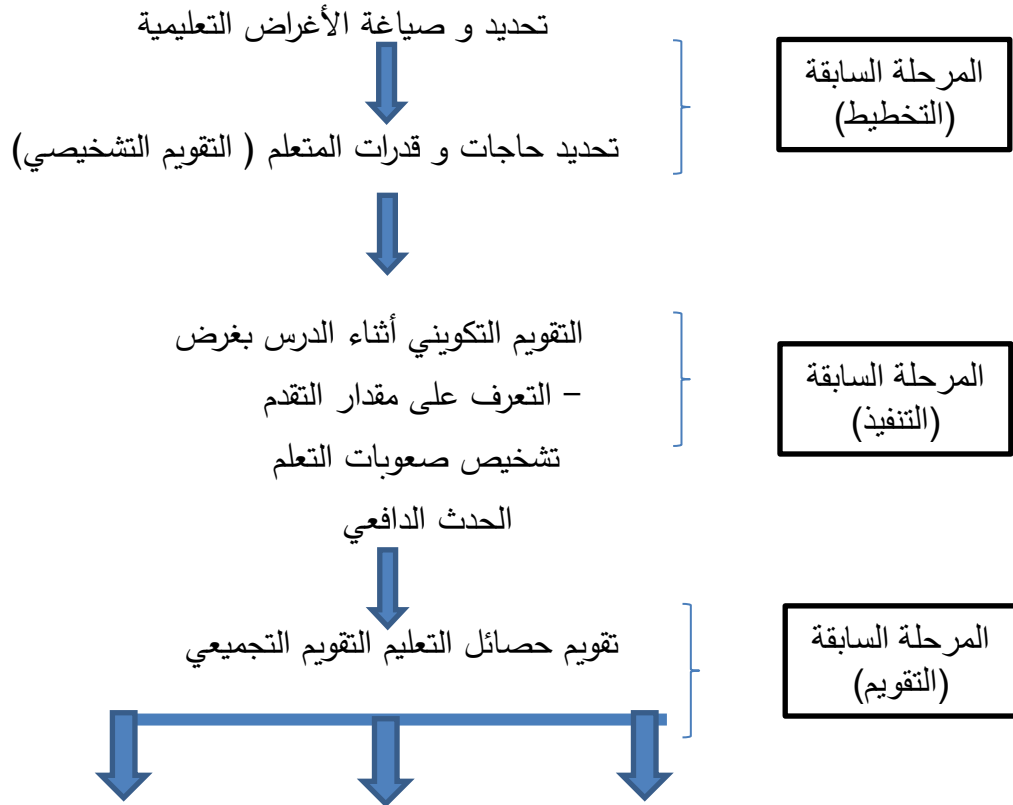 تحديد و صياغة الأغراض التعليمية
المرحلة السابقة
(التخطيط)
تحديد حاجات و قدرات المتعلم ( التقويم التشخيصي)
التقويم التكويني أثناء الدرس بغرض
– التعرف على مقدار التقدم
تشخيص صعوبات التعلم
الحدث الدافعي
المرحلة السابقة
(التنفيذ)
تقويم حصائل التعليم التقويم التجميعي
المرحلة السابقة
(التقويم)